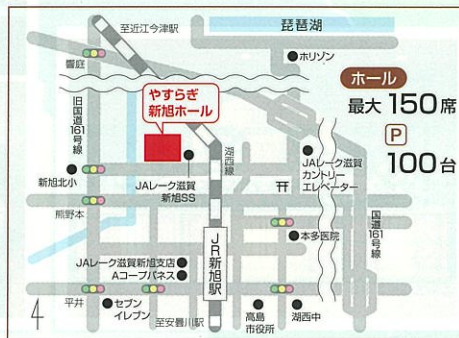 至近江今津駅
琵琶湖
饗庭
ホリゾン
ホール
最大 150席
P
100台
やすらぎ
新旭ホール
旧国道161号線
湖西線
新旭北小
JAレーク滋賀
新旭SS
JAレーク滋賀
カントリー
エレベーター
熊野本
国道161号線
本多医院
JR新旭駅
JAレーク滋賀新旭支店
Aコープパネス
平井
セブン
イレブン
至安曇川駅
高島
市役所
湖西中
4